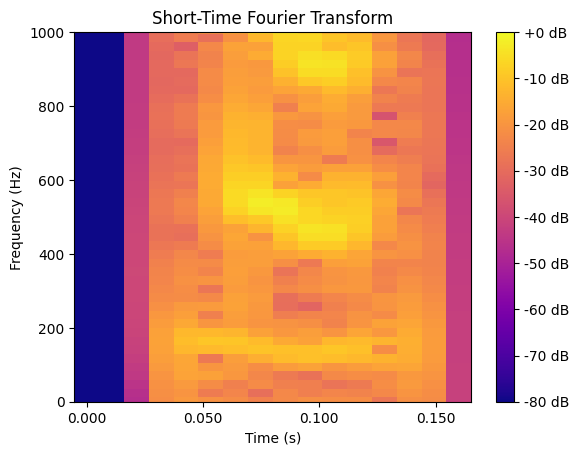 Short-Time Fourier Transform
1000
800
600
400
200
0
Frequency (Hz)
0.000
0.050
0.100
0.150
Time (s)
+0 dB
-10 dB
-20 dB
-30 dB
-40 dB
-50 dB
-60 dB
-70 dB
-80 dB